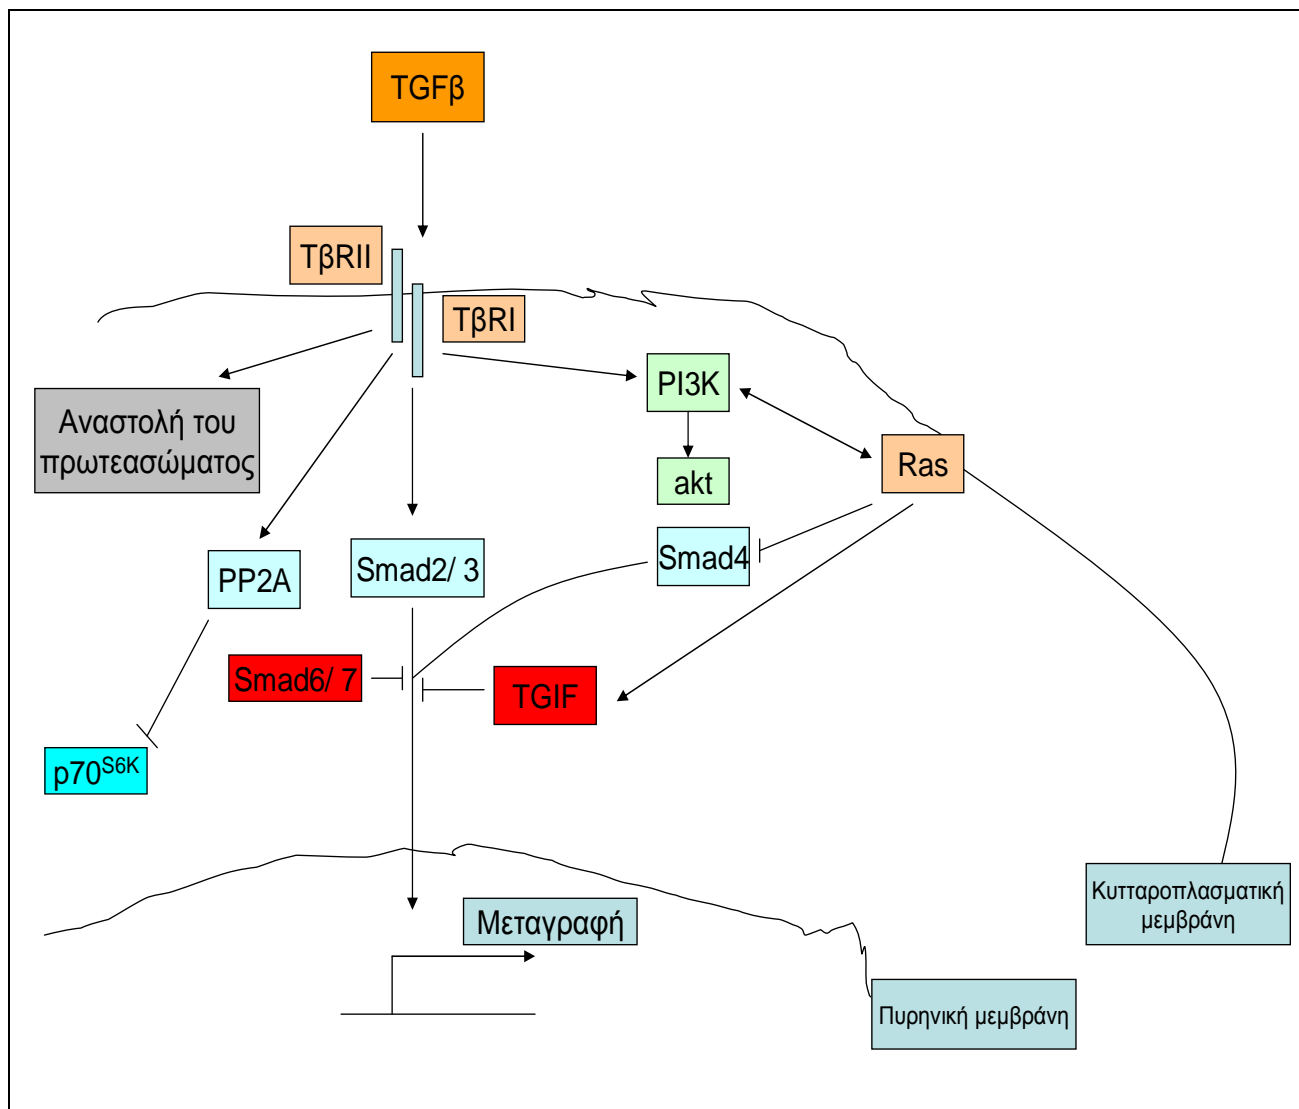 TGFβ
TβRII
TβRI
PI3K
Αναστολή του
πρωτεασώματος
Ras
akt
Smad4
Smad2/ 3
PP2A
Smad6/ 7
TGIF
p70S6K
Κυτταροπλασματική
μεμβράνη
Μεταγραφή
Πυρηνική μεμβράνη